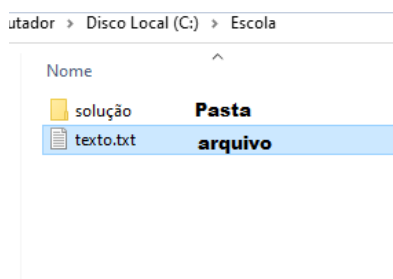 utador > Disco Local (C:) > Escola
Nome
solução Pasta
texto.txt arquivo